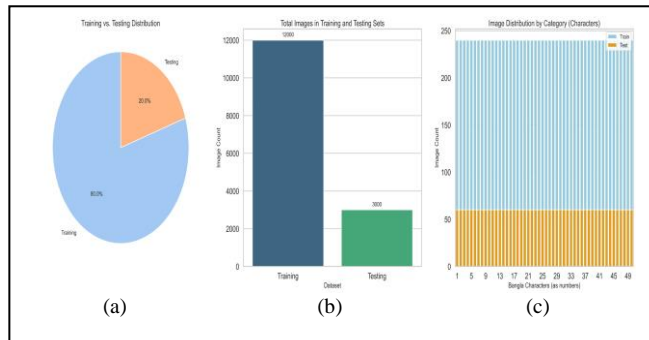 Training vs. Testing Distribution
Testing
20.0%
80.0%
Training
(a)
Total Images in Training and Testing Sets
Image Count
12000
10000
8000
6000
4000
2000
0
12000
3000
Training Testing
Dataset
(b)
Image Distribution by Category (Characters)
Image Count
250
200
150
100
50
0
Train
Test
1 5 9 13 17 21 25 29 33 37 41 45 49
Bangla Characters (as numbers)
(c)